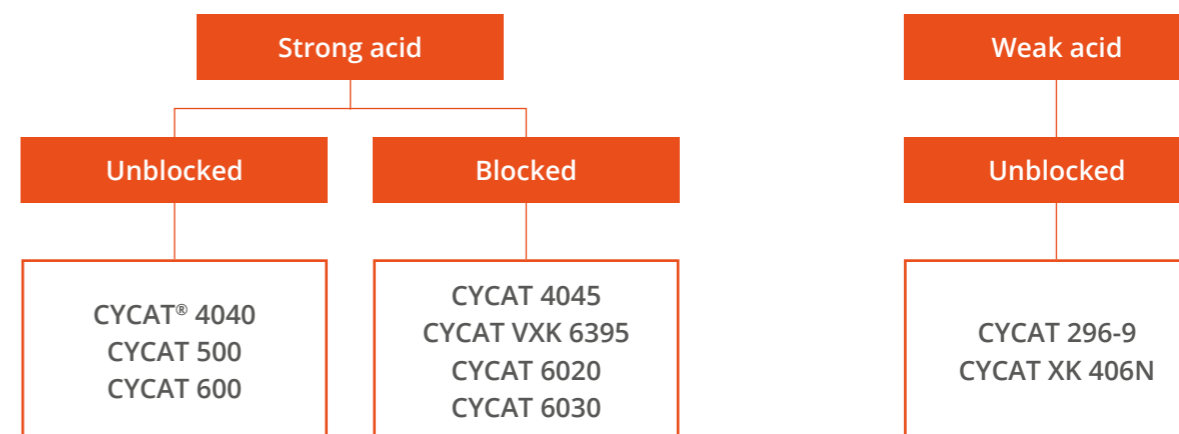 Strong acid
Weak acid
Unblocked
Blocked
Unblocked
CYCAT® 4040
CYCAT 500
CYCAT 600
CYCAT 4045
CYCAT VXK 6395
CYCAT 6020
CYCAT 6030
CYCAT 296-9
CYCAT XK 406N